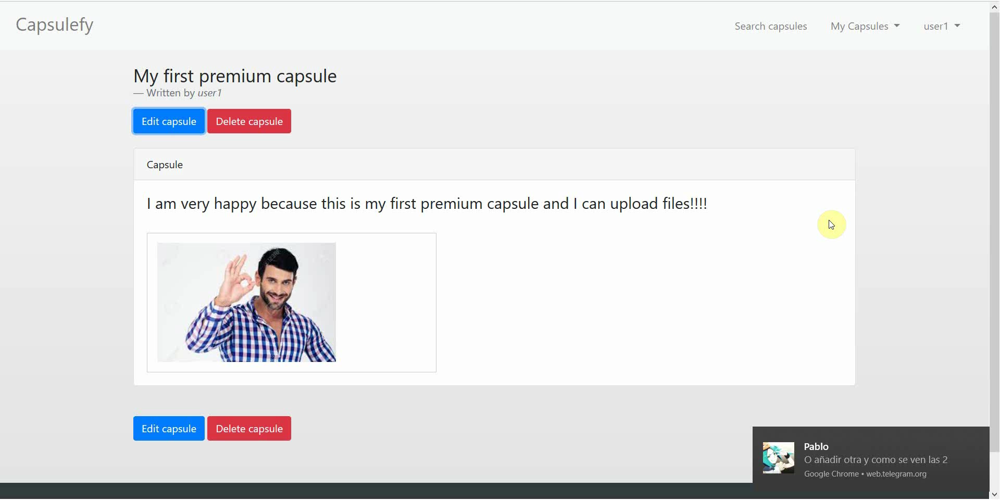 Capsulefy
Search capsules
My Capsules
user1
My first premium capsule
— Written by user1
Edit capsule
Delete capsule
Capsule
I am very happy because this is my first premium capsule and I can upload files!!!!
123RF
Edit capsule
Delete capsule
Pablo
O añadir otra y como se ven las 2
Google Chrome • web.telegram.org